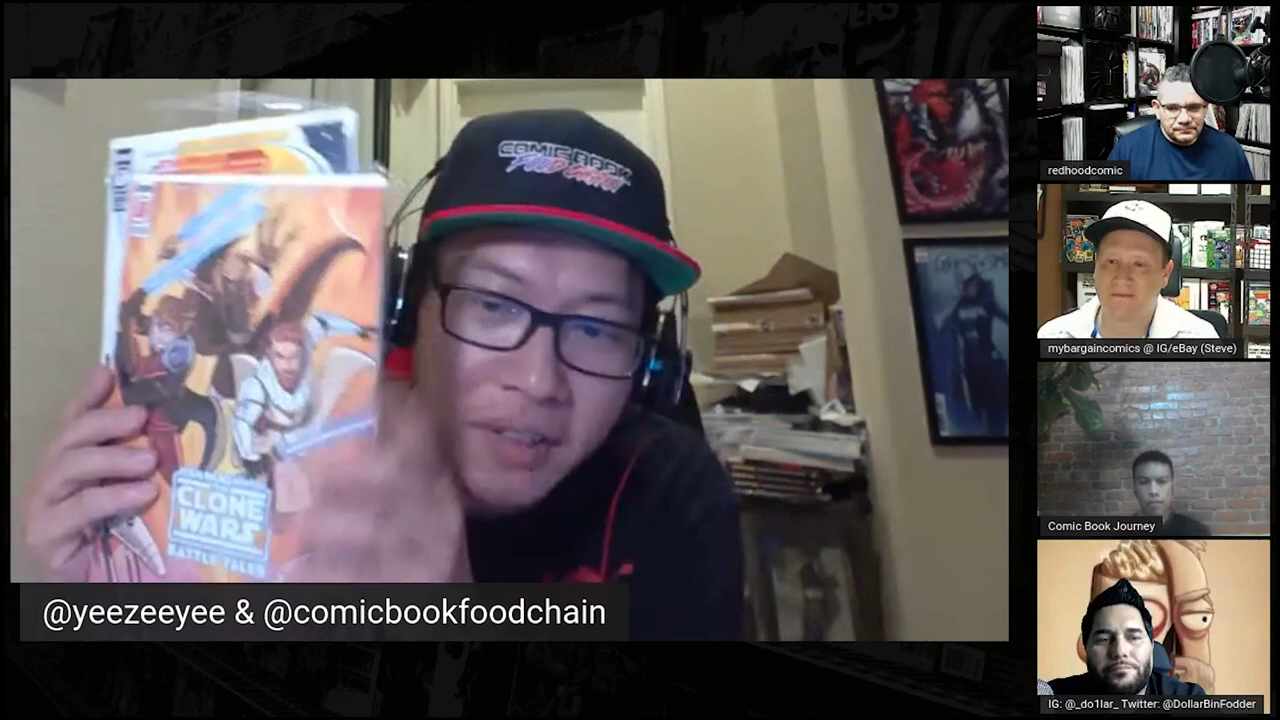 COMIC BOOK
FOOD CHAIN
CLONE
WARS
BATTLE TALES
@yeezeeyee & @comicbookfoodchain
redhoodcomic
mybargaincomics @ IG/eBay (Steve)
Comic Book Journey
IG: @_do1lar_ Twitter: @DollarBinFodder